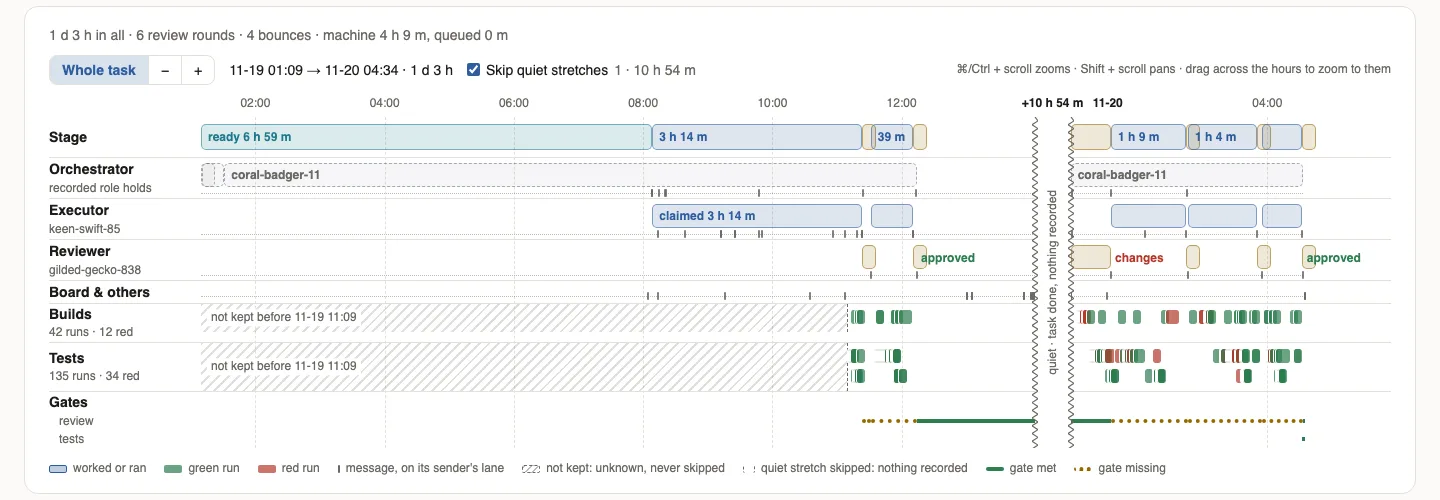 1 d 3 h in all · 6 review rounds · 4 bounces · machine 4 h 9 m, queued 0 m
Whole task − + 11-19 01:09 → 11-20 04:34 · 1 d 3 h Skip quiet stretches 1 · 10 h 54 m ⌘/Ctrl + scroll zooms · Shift + scroll pans · drag across the hours to zoom to them
02:00 04:00 06:00 08:00 10:00 12:00 +10 h 54 m 11-20 04:00
Stage ready 6 h 59 m 3 h 14 m 39 m 1 h 9 m 1 h 4 m
Orchestrator
recorded role holds
coral-badger-11 coral-badger-11
Executor
keen-swift-85
claimed 3 h 14 m
Reviewer
gilded-gecko-838
approved changes approved
quiet · task done, nothing recorded
Board & others
Builds
42 runs · 12 red
not kept before 11-19 11:09
Tests
135 runs · 34 red
not kept before 11-19 11:09
Gates
review
tests
worked or ran green run red run message, on its sender's lane not kept: unknown, never skipped quiet stretch skipped: nothing recorded gate met gate missing